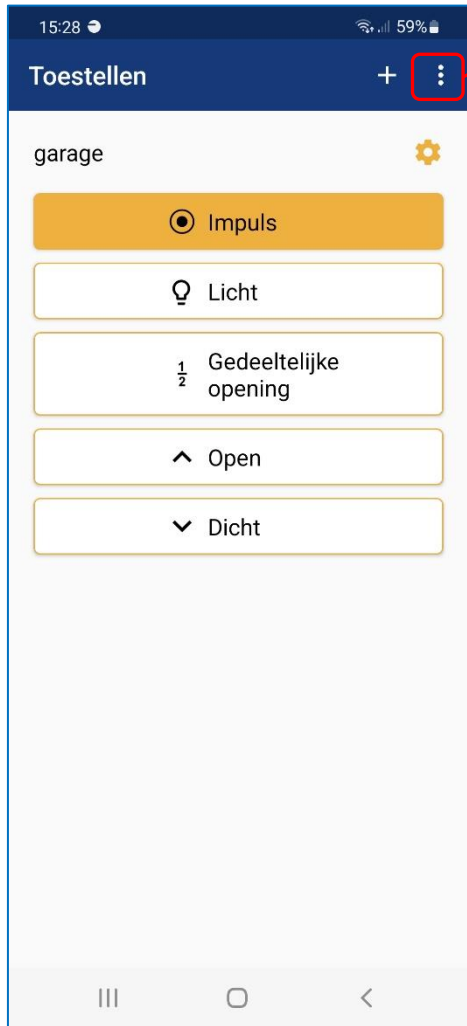 15:28 59%
Toestellen
garage
Impuls
Licht
1/2 Gedeeltelijke
opening
Open
Dicht